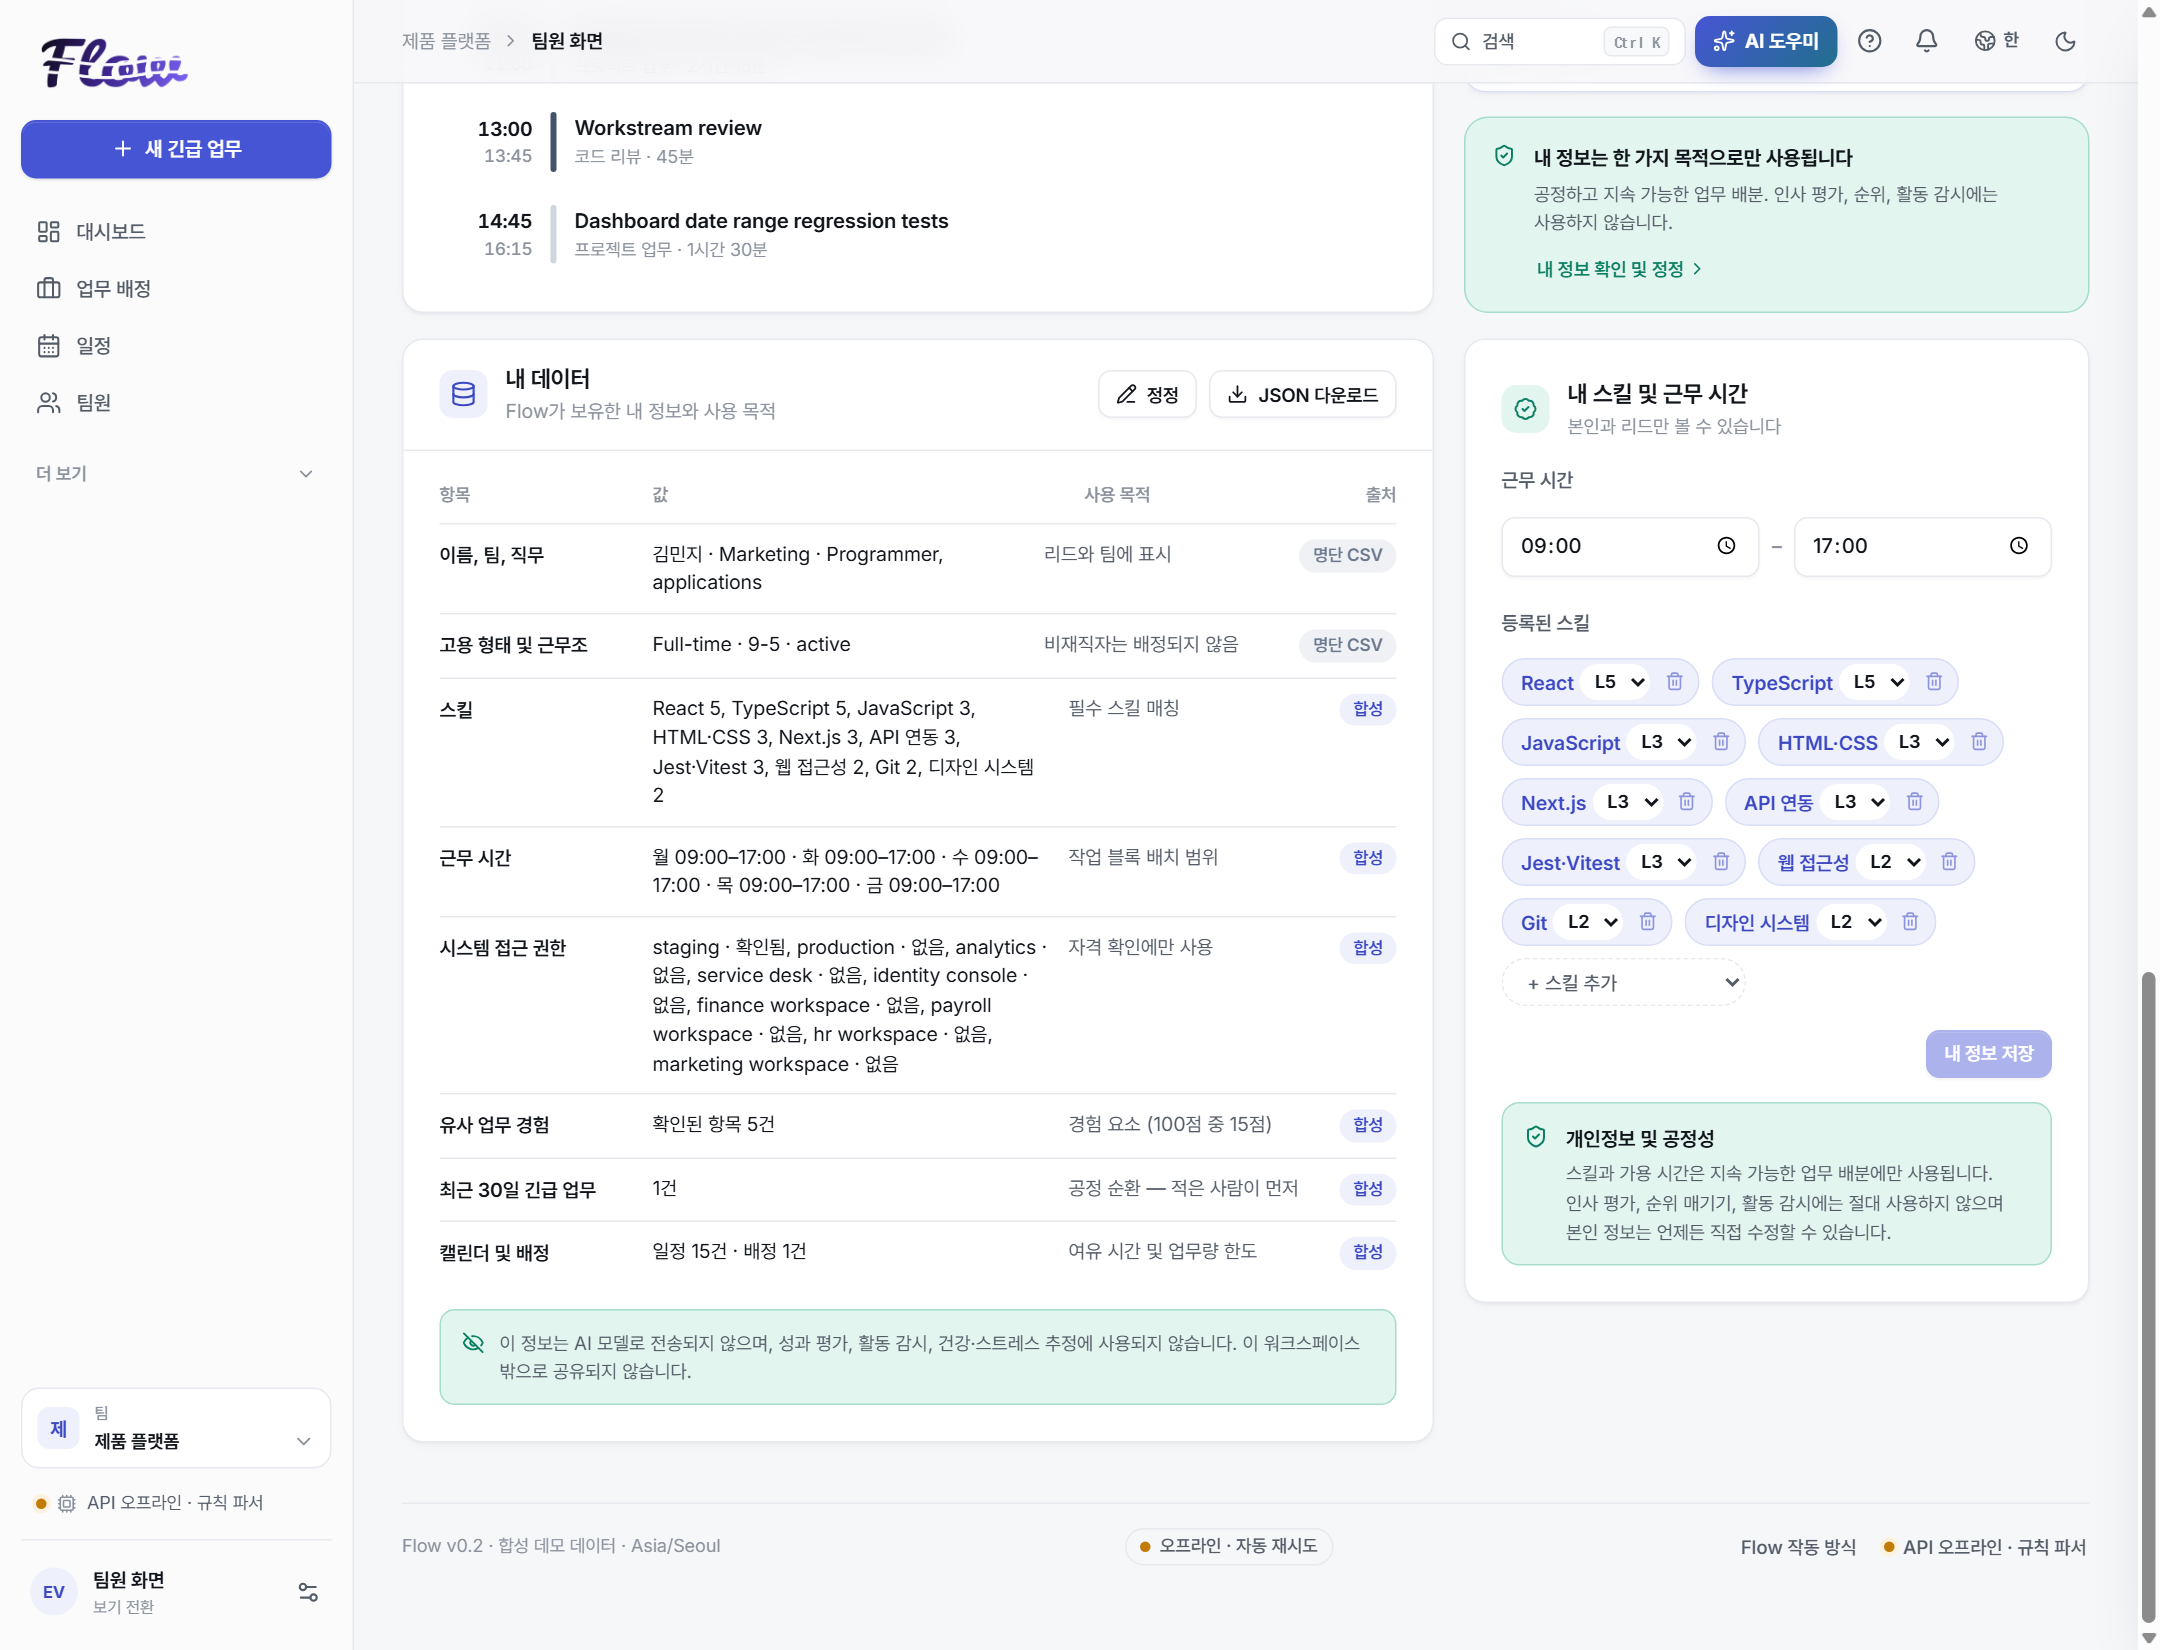 Flow
새 긴급 업무
대시보드
업무 배정
일정
팀원
더 보기
팀
제
제품 플랫폼
API 오프라인 · 규칙 파서
EV
팀원 화면
보기 전환
제품 플랫폼 > 팀원 화면
검색
Ctrl K
AI 도우미
한
13:00
13:45
Workstream review
코드 리뷰 · 45분
14:45
16:15
Dashboard date range regression tests
프로젝트 업무 · 1시간 30분
내 정보는 한 가지 목적으로만 사용됩니다
공정하고 지속 가능한 업무 배분. 인사 평가, 순위, 활동 감시에는
사용하지 않습니다.
내 정보 확인 및 정정
내 데이터
Flow가 보유한 내 정보와 사용 목적
정정
JSON 다운로드
항목 값 사용 목적 출처
이름, 팀, 직무 김민지 · Marketing · Programmer, 리드와 팀에 표시 명단 CSV
applications
고용 형태 및 근무조 Full-time · 9-5 · active 비재직자는 배정되지 않음 명단 CSV
스킬 React 5, TypeScript 5, JavaScript 3, 필수 스킬 매칭 합성
HTML·CSS 3, Next.js 3, API 연동 3,
Jest·Vitest 3, 웹 접근성 2, Git 2, 디자인 시스템
2
근무 시간 월 09:00–17:00 · 화 09:00–17:00 · 수 09:00– 작업 블록 배치 범위 합성
17:00 · 목 09:00–17:00 · 금 09:00–17:00
시스템 접근 권한 staging · 확인됨, production · 없음, analytics · 자격 확인에만 사용 합성
없음, service desk · 없음, identity console ·
없음, finance workspace · 없음, payroll
workspace · 없음, hr workspace · 없음,
marketing workspace · 없음
유사 업무 경험 확인된 항목 5건 경험 요소 (100점 중 15점) 합성
최근 30일 긴급 업무 1건 공정 순환 — 적은 사람이 먼저 합성
캘린더 및 배정 일정 15건 · 배정 1건 여유 시간 및 업무량 한도 합성
이 정보는 AI 모델로 전송되지 않으며, 성과 평가, 활동 감시, 건강·스트레스 추정에 사용되지 않습니다. 이 워크스페이스
밖으로 공유되지 않습니다.
내 스킬 및 근무 시간
본인과 리드만 볼 수 있습니다
근무 시간
09:00 – 17:00
등록된 스킬
React L5 TypeScript L5
JavaScript L3 HTML·CSS L3
Next.js L3 API 연동 L3
Jest·Vitest L3 웹 접근성 L2
Git L2 디자인 시스템 L2
+ 스킬 추가
내 정보 저장
개인정보 및 공정성
스킬과 가용 시간은 지속 가능한 업무 배분에만 사용됩니다.
인사 평가, 순위 매기기, 활동 감시에는 절대 사용하지 않으며
본인 정보는 언제든 직접 수정할 수 있습니다.
Flow v0.2 · 합성 데모 데이터 · Asia/Seoul
오프라인 · 자동 재시도
Flow 작동 방식
API 오프라인 · 규칙 파서